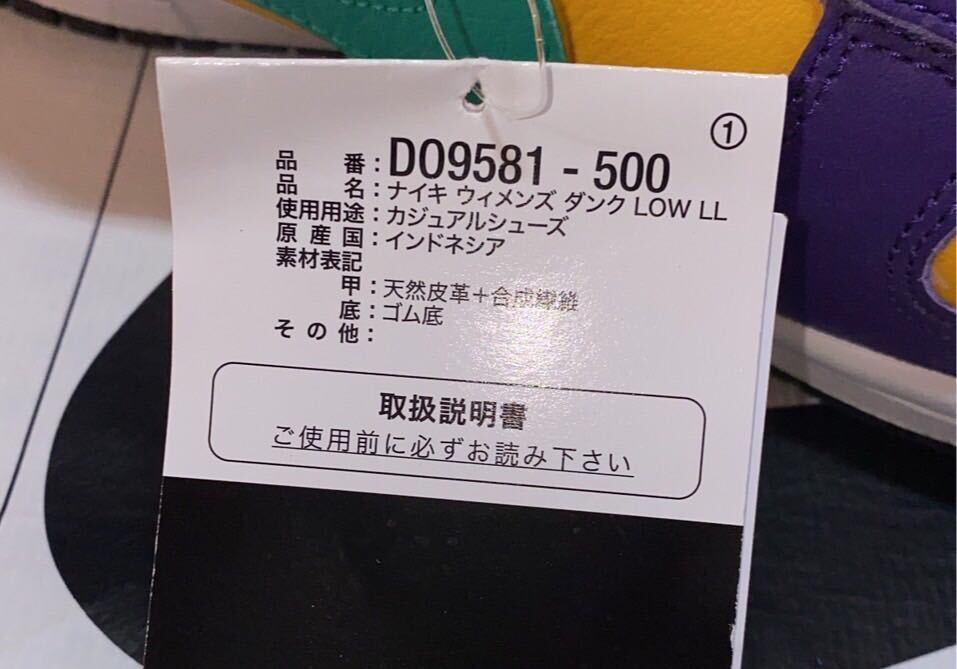 ①
品番：DO9581 - 500
品名：ナイキ ウィメンズ ダンク LOW LL
使用用途：カジュアルシューズ
原産国：インドネシア
素材表記
甲：天然皮革＋合成繊維
底：ゴム底
その他：
取扱説明書
ご使用前に必ずお読み下さい